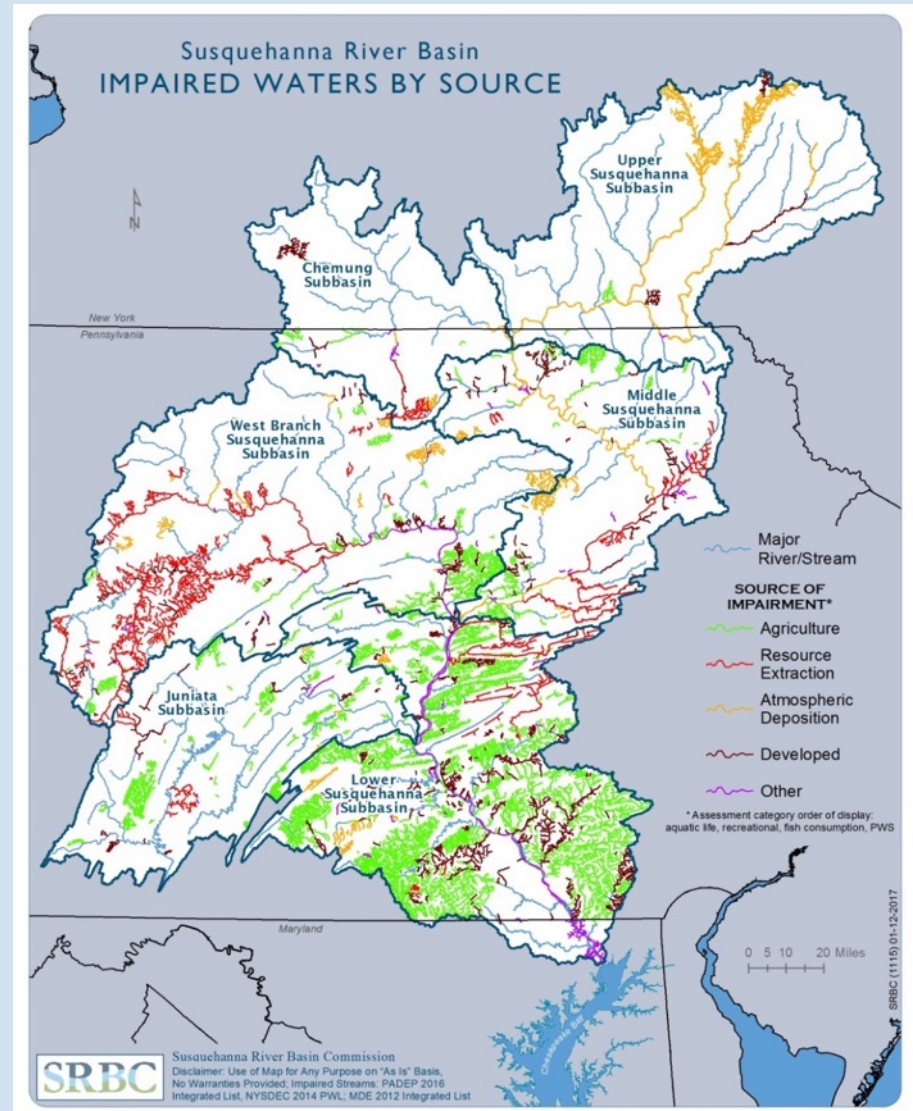 Susquehanna River Basin
IMPAIRED WATERS BY SOURCE
Upper
Susquehanna
Subbasin
Chemung
Subbasin
New York
Pennsylvania
West Branch
Susquehanna
Subbasin
Middle
Susquehanna
Subbasin
Juniata
Subbasin
Lower
Susquehanna
Subbasin
Major
River/Stream
SOURCE OF
IMPAIRMENT*
Agriculture
Resource
Extraction
Atmospheric
Deposition
Developed
Other
* Assessment category order of display:
aquatic life, recreational, fish consumption, PWS
Maryland
N
0 5 10 20 Miles
Chesapeake Bay
SRBC (1115) 01-12-2017
SRBC
Susquehanna River Basin Commission
Disclaimer: Use of Map for Any Purpose on "As Is" Basis,
No Warranties Provided; Impaired Streams: PADEP 2016
Integrated List, NYSDEC 2014 PWL; MDE 2012 Integrated List